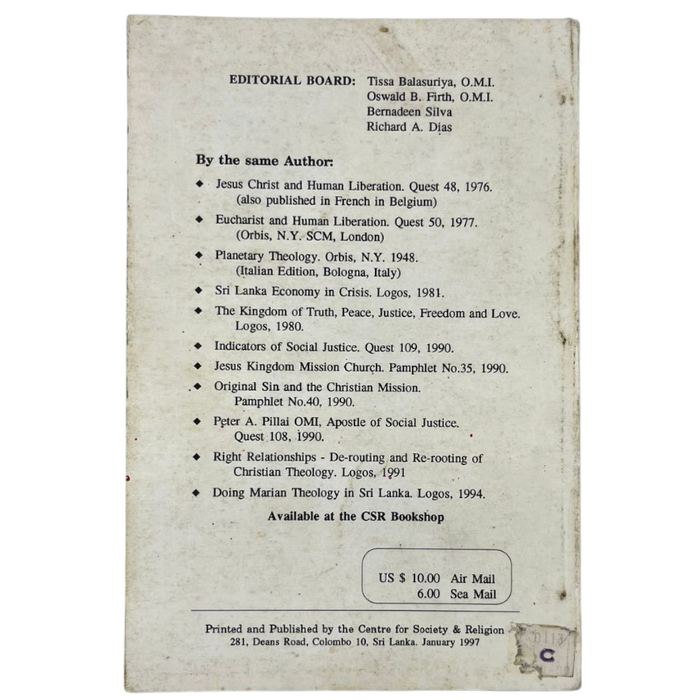 EDITORIAL BOARD: Tissa Balasuriya, O.M.I.
Oswald B. Firth, O.M.I.
Bernadeen Silva
Richard A. Dias
By the same Author:
◆ Jesus Christ and Human Liberation. Quest 48, 1976.
(also published in French in Belgium)
◆ Eucharist and Human Liberation. Quest 50, 1977.
(Orbis, N.Y. SCM, London)
◆ Planetary Theology. Orbis, N.Y. 1948.
(Italian Edition, Bologna, Italy)
◆ Sri Lanka Economy in Crisis. Logos, 1981.
◆ The Kingdom of Truth, Peace, Justice, Freedom and Love.
Logos, 1980.
◆ Indicators of Social Justice. Quest 109, 1990.
◆ Jesus Kingdom Mission Church. Pamphlet No.35, 1990.
◆ Original Sin and the Christian Mission.
Pamphlet No.40, 1990.
◆ Peter A. Pillai OMI, Apostle of Social Justice.
Quest 108, 1990.
◆ Right Relationships - De-routing and Re-rooting of
Christian Theology. Logos, 1991
◆ Doing Marian Theology in Sri Lanka. Logos, 1994.
Available at the CSR Bookshop
US $ 10.00 Air Mail
6.00 Sea Mail
Printed and Published by the Centre for Society & Religion
281, Deans Road, Colombo 10, Sri Lanka. January 1997
C